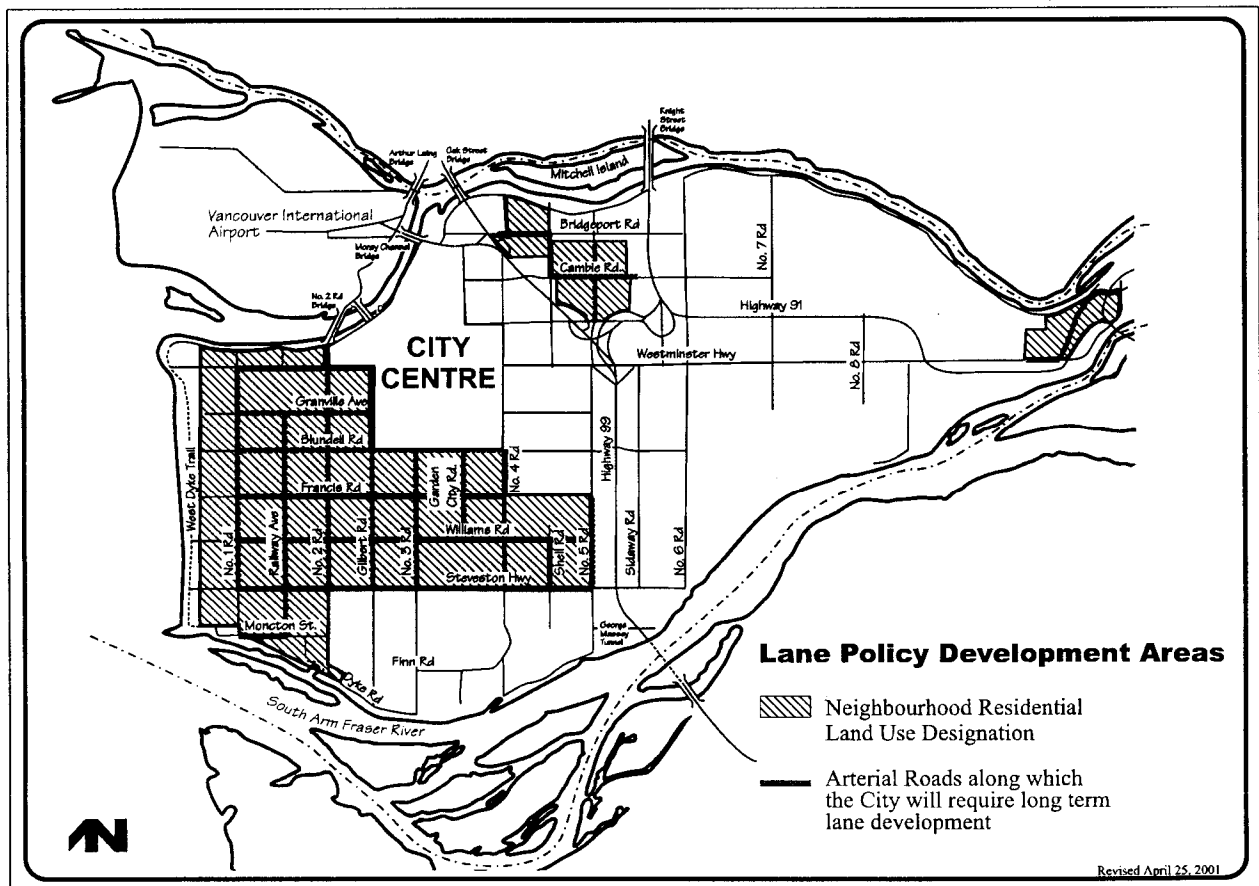 Knight
Street
Bridge
Arthur Laing
Bridge
Oak Street
Bridge
Mitchell Island
Vancouver International
Airport
Moray Channel
Bridge
Bridgeport Rd
No. 7 Rd
Cambie Rd.
No. 2 Rd
Bridge
Highway 91
CITY
CENTRE
Westminster Hwy
No. 8 Rd
Granville Ave
Blundell Rd
West Dyke Trail
No. 4 Rd
Highway 99
Garden
City Rd.
Francis Rd
No. 1 Rd
Railway Ave
No. 2 Rd
Gilbert Rd
No. 3 Rd
Williams Rd
Shell Rd
No. 5 Rd
Sidaway Rd
No. 6 Rd
Steveston Hwy
Moncton St.
George
Massey
Tunnel
Finn Rd
Dyke Rd
South Arm Fraser River
Lane Policy Development Areas
Neighbourhood Residential
Land Use Designation
Arterial Roads along which
the City will require long term
lane development
N
Revised April 25, 2001